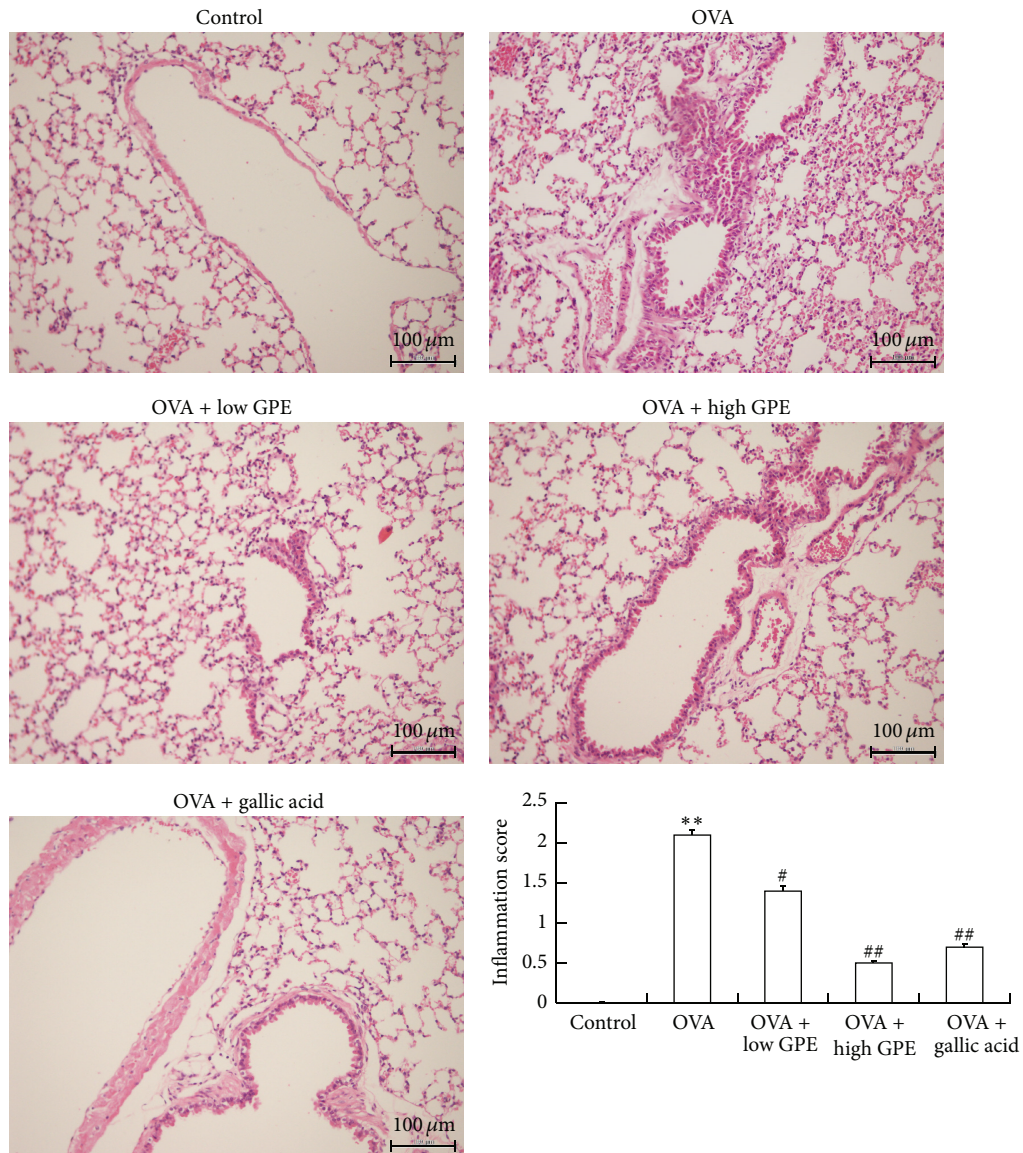 Control
OVA
100 μm
100 μm
OVA + low GPE
OVA + high GPE
100 μm
100 μm
OVA + gallic acid
100 μm
Inflammation score
2.5
2
1.5
1
0.5
0
**
#
##
##
Control
OVA
OVA +
low GPE
OVA +
high GPE
OVA +
gallic acid